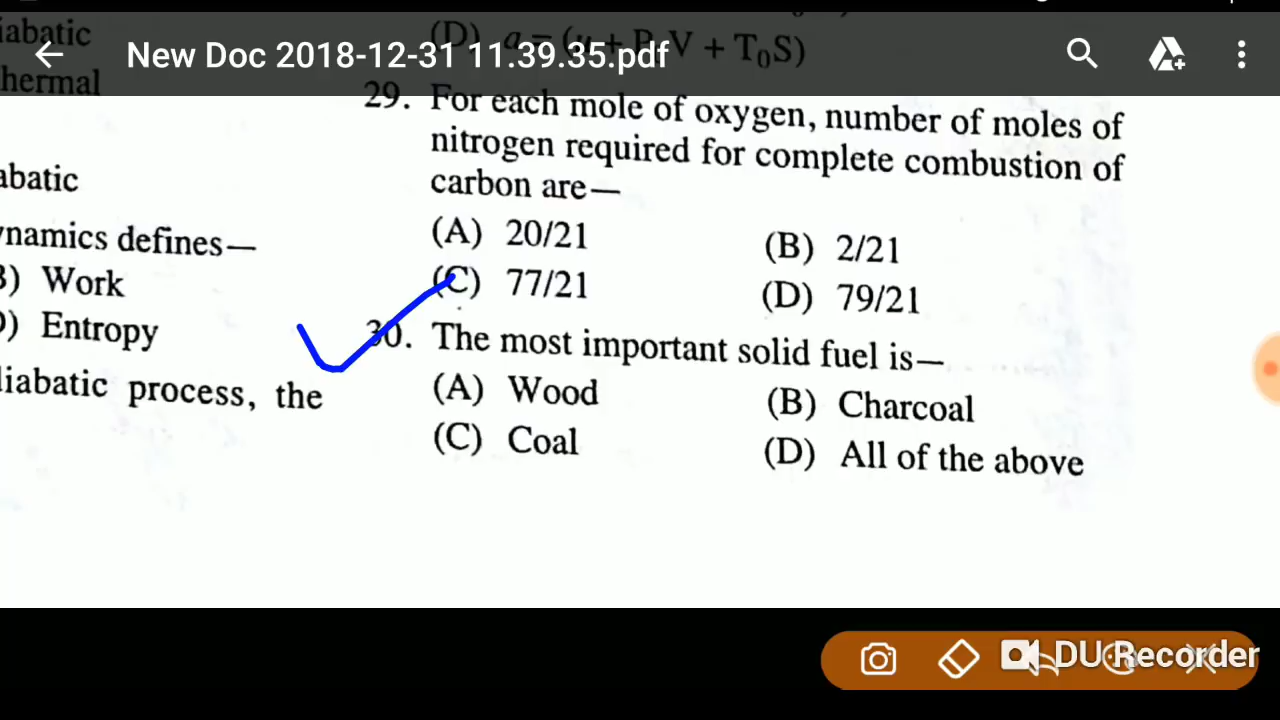 iabatic
New Doc 2018-12-31 11.39.35.pdf
hermal
V + T₀S)
29. For each mole of oxygen, number of moles of
nitrogen required for complete combustion of
carbon are—
(A) 20/21
(B) 2/21
(C) 77/21
(D) 79/21
30. The most important solid fuel is—
(A) Wood
(B) Charcoal
(C) Coal
(D) All of the above
abatic
namics defines—
) Work
) Entropy
iabatic process, the
DU Recorder